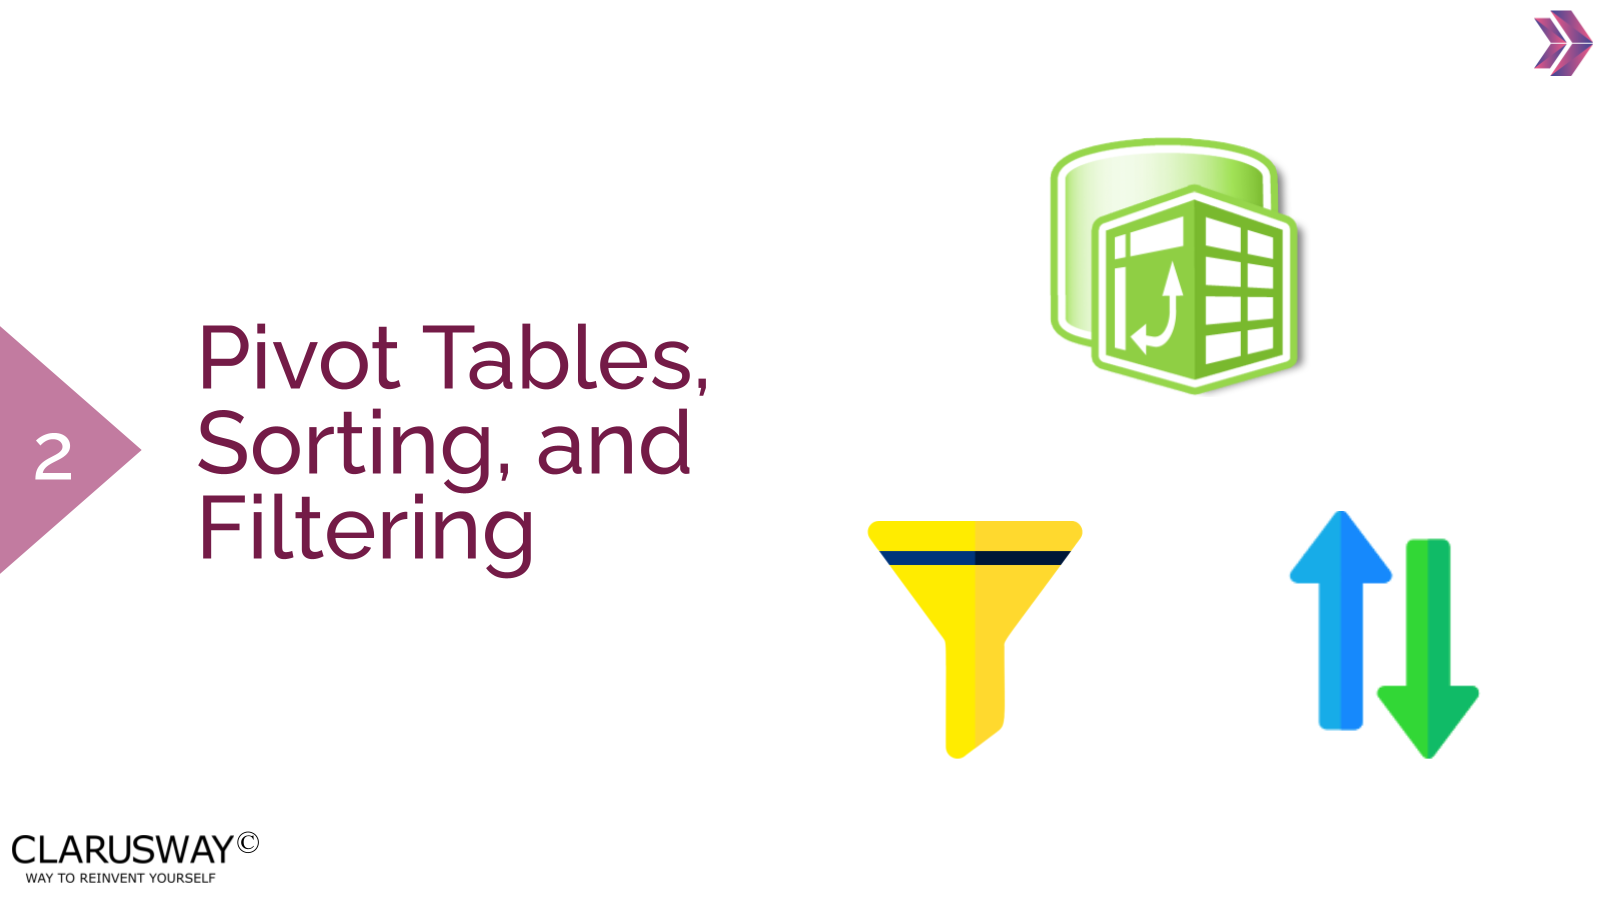 2
Pivot Tables,
Sorting, and
Filtering
CLARUSWAY©
WAY TO REINVENT YOURSELF